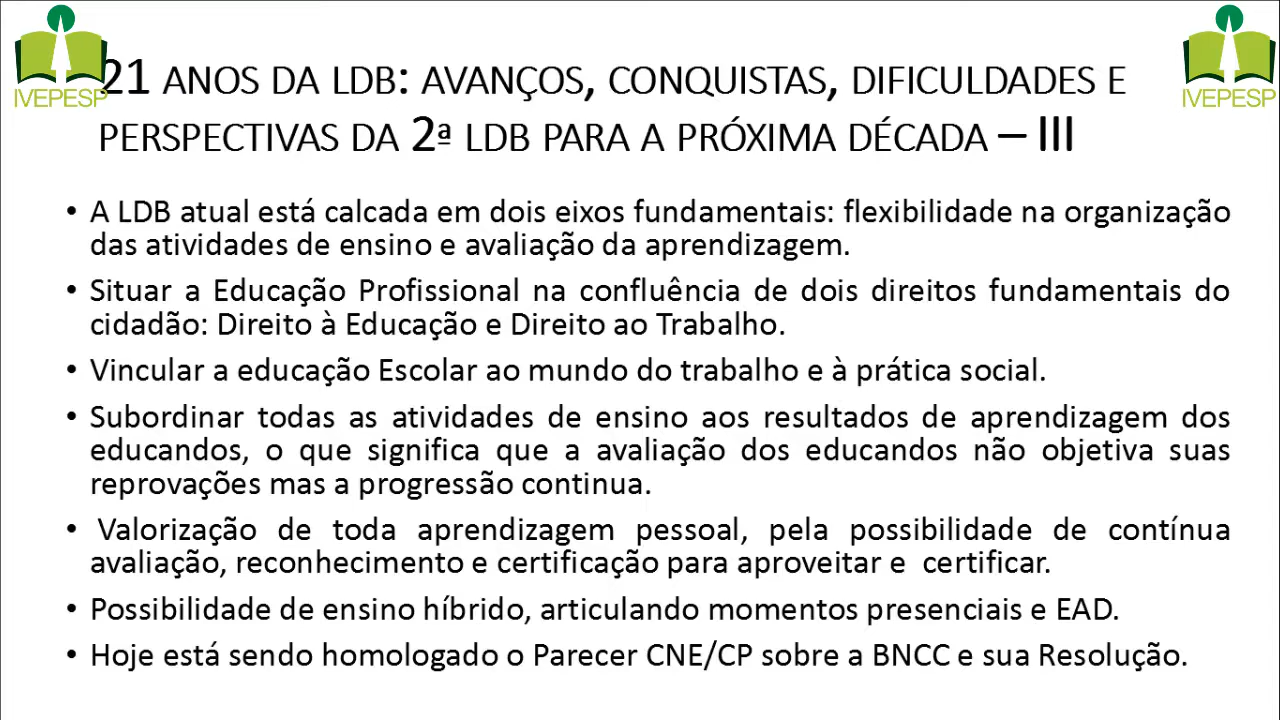 21 ANOS DA LDB: AVANÇOS, CONQUISTAS, DIFICULDADES E
PERSPECTIVAS DA 2ª LDB PARA A PRÓXIMA DÉCADA – III
IVEPESP
IVEPESP
• A LDB atual está calcada em dois eixos fundamentais: flexibilidade na organização
das atividades de ensino e avaliação da aprendizagem.
• Situar a Educação Profissional na confluência de dois direitos fundamentais do
cidadão: Direito à Educação e Direito ao Trabalho.
• Vincular a educação Escolar ao mundo do trabalho e à prática social.
• Subordinar todas as atividades de ensino aos resultados de aprendizagem dos
educandos, o que significa que a avaliação dos educandos não objetiva suas
reprovações mas a progressão continua.
• Valorização de toda aprendizagem pessoal, pela possibilidade de contínua
avaliação, reconhecimento e certificação para aproveitar e certificar.
• Possibilidade de ensino híbrido, articulando momentos presenciais e EAD.
• Hoje está sendo homologado o Parecer CNE/CP sobre a BNCC e sua Resolução.